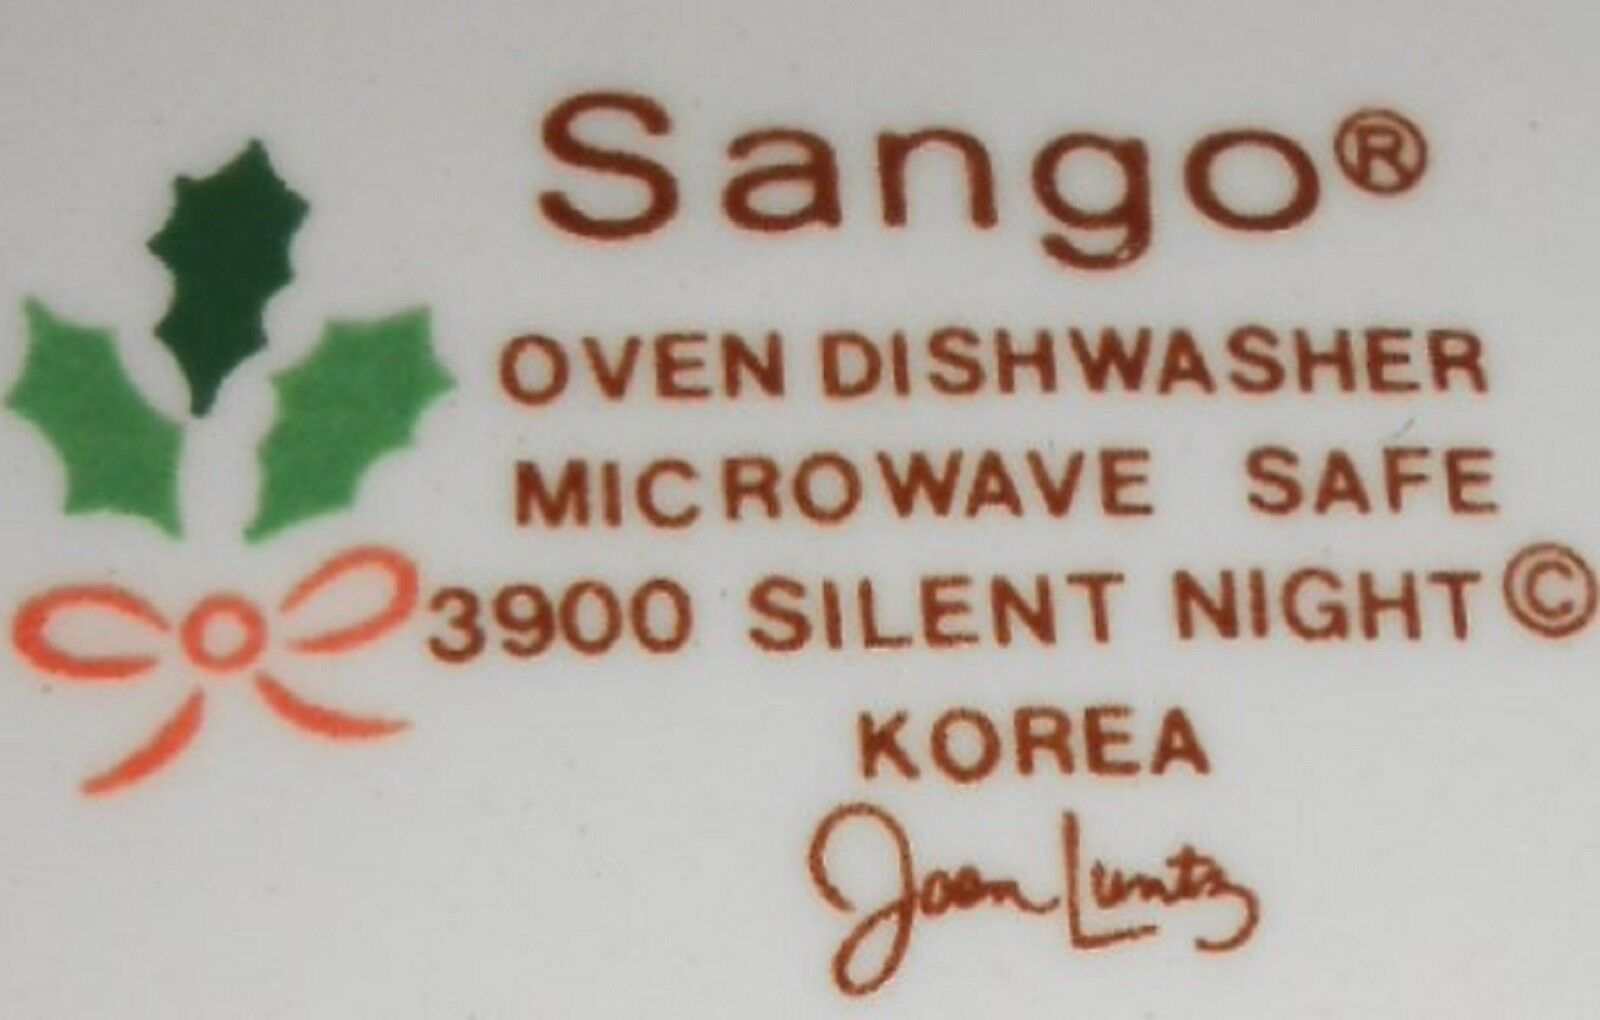 Sango®
OVEN DISHWASHER
MICROWAVE SAFE
3900 SILENT NIGHT©
KOREA
Joan Luntz